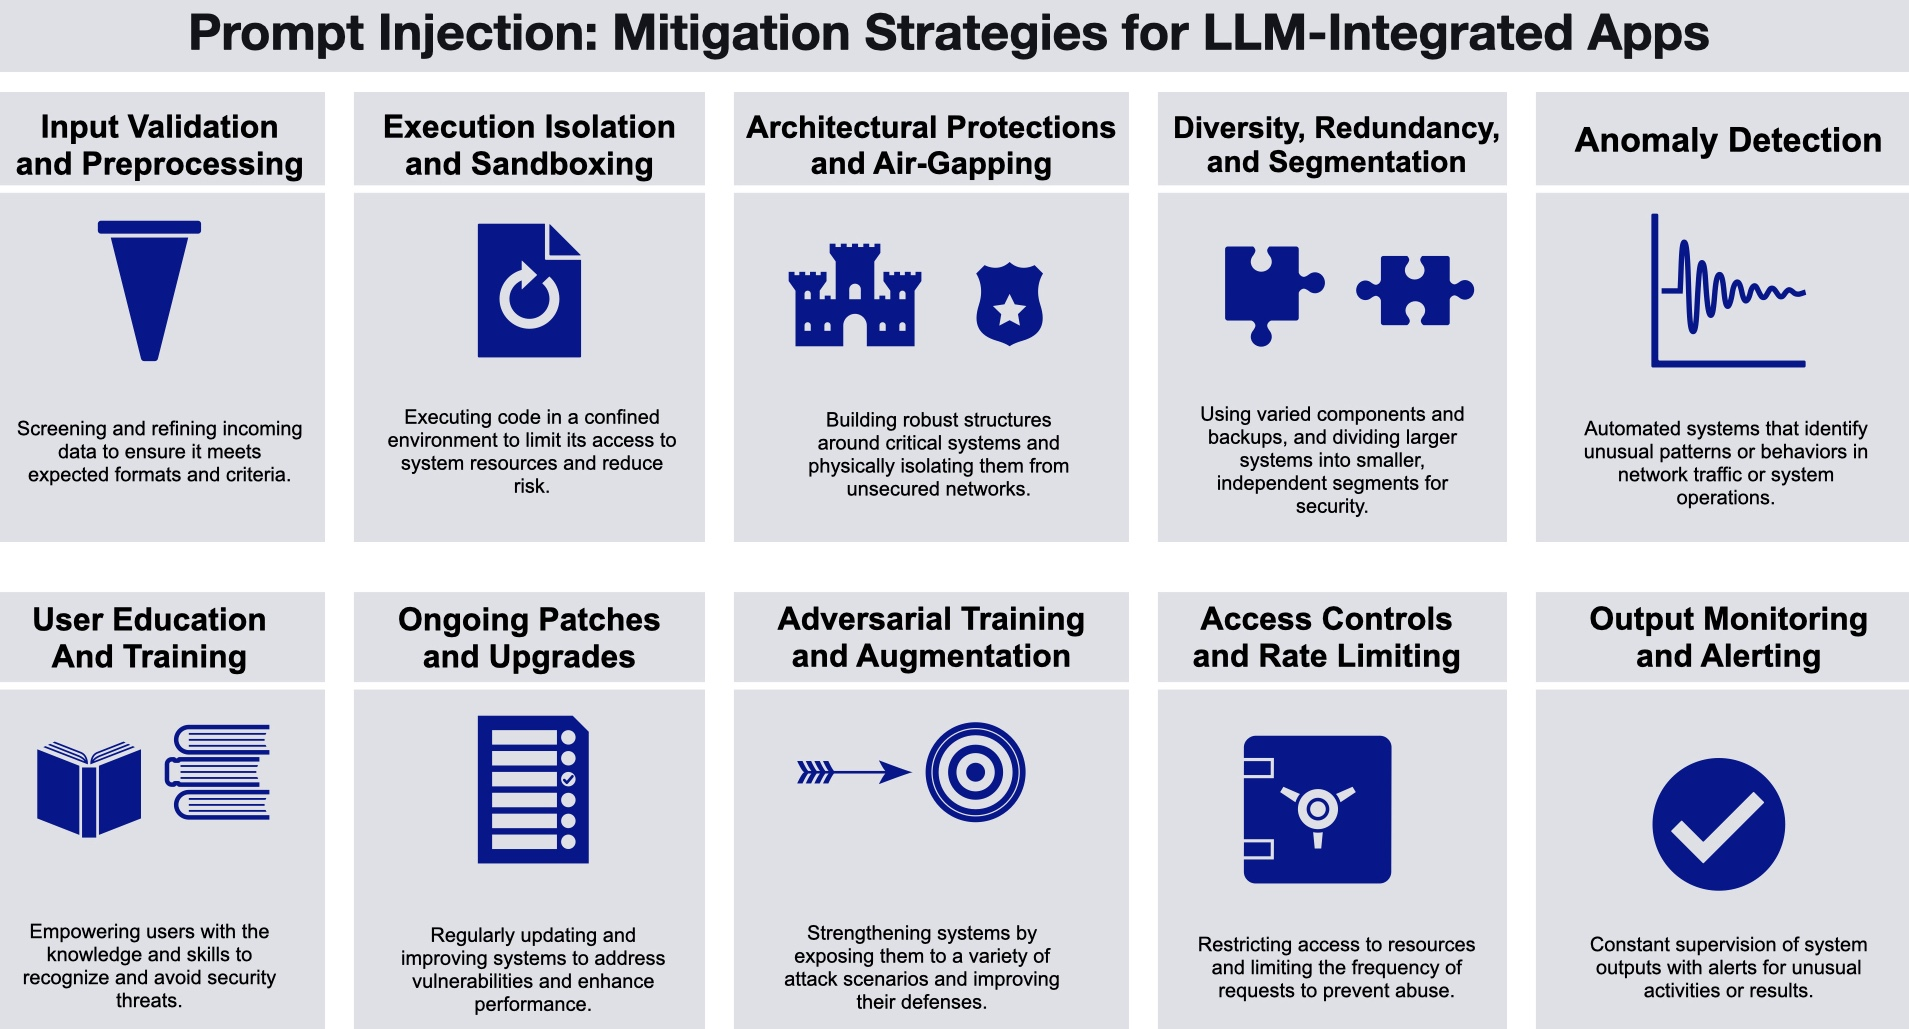 Prompt Injection: Mitigation Strategies for LLM-Integrated Apps
Input Validation
and Preprocessing
Screening and refining incoming
data to ensure it meets
expected formats and criteria.
Execution Isolation
and Sandboxing
Executing code in a confined
environment to limit its access to
system resources and reduce
risk.
Architectural Protections
and Air-Gapping
Building robust structures
around critical systems and
physically isolating them from
unsecured networks.
Diversity, Redundancy,
and Segmentation
Using varied components and
backups, and dividing larger
systems into smaller,
independent segments for
security.
Anomaly Detection
Automated systems that identify
unusual patterns or behaviors in
network traffic or system
operations.
User Education
And Training
Empowering users with the
knowledge and skills to
recognize and avoid security
threats.
Ongoing Patches
and Upgrades
Regularly updating and
improving systems to address
vulnerabilities and enhance
performance.
Adversarial Training
and Augmentation
Strengthening systems by
exposing them to a variety of
attack scenarios and improving
their defenses.
Access Controls
and Rate Limiting
Restricting access to resources
and limiting the frequency of
requests to prevent abuse.
Output Monitoring
and Alerting
Constant supervision of system
outputs with alerts for unusual
activities or results.